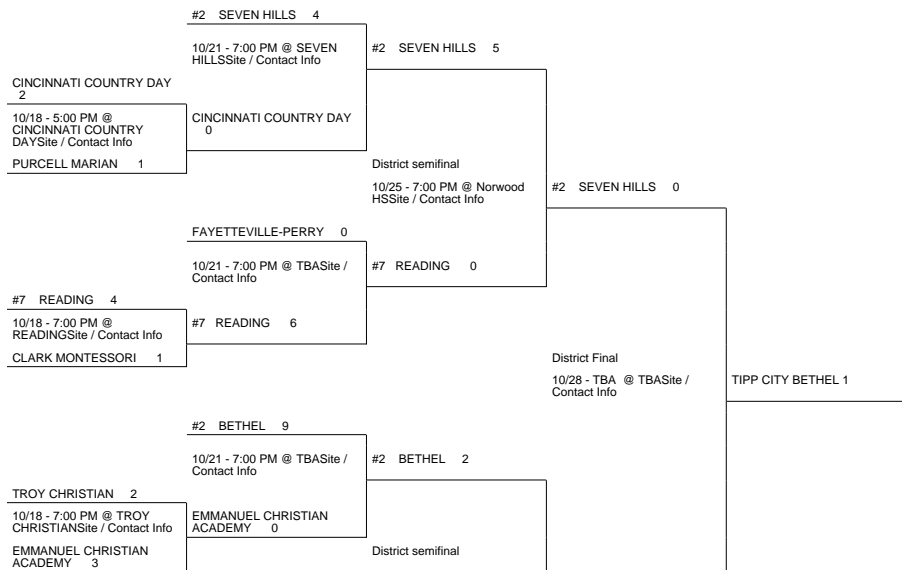 #2 SEVEN HILLS 4
10/21 - 7:00 PM @ SEVEN
HILLSSite / Contact Info
#2 SEVEN HILLS 5
CINCINNATI COUNTRY DAY
2
10/18 - 5:00 PM @
CINCINNATI COUNTRY
DAYSite / Contact Info
CINCINNATI COUNTRY DAY
0
PURCELL MARIAN 1
District semifinal
10/25 - 7:00 PM @ Norwood
HSSite / Contact Info
#2 SEVEN HILLS 0
FAYETTEVILLE-PERRY 0
10/21 - 7:00 PM @ TBASite /
Contact Info
#7 READING 0
#7 READING 4
10/18 - 7:00 PM @
READINGSite / Contact Info
#7 READING 6
CLARK MONTESSORI 1
District Final
10/28 - TBA @ TBASite /
Contact Info
TIPP CITY BETHEL 1
#2 BETHEL 9
10/21 - 7:00 PM @ TBASite /
Contact Info
#2 BETHEL 2
TROY CHRISTIAN 2
10/18 - 7:00 PM @ TROY
CHRISTIANSite / Contact Info
EMMANUEL CHRISTIAN
ACADEMY 0
EMMANUEL CHRISTIAN
ACADEMY 3
District semifinal